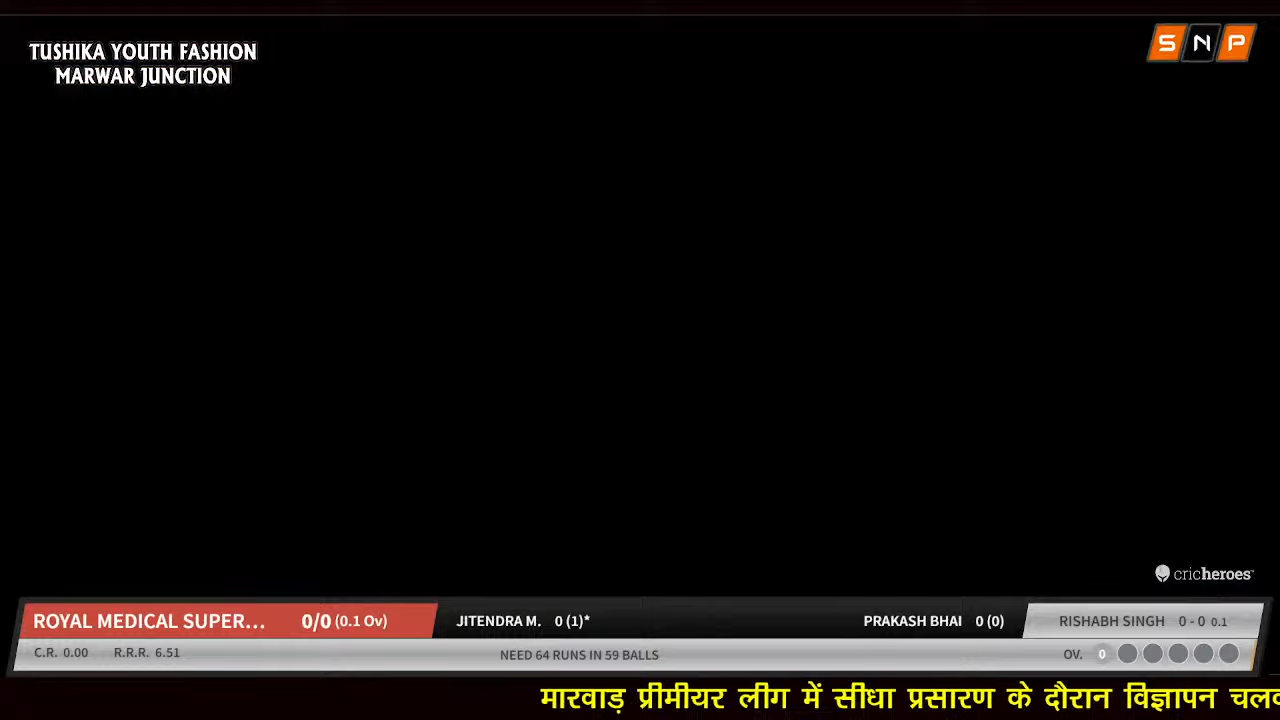 TUSHIKA YOUTH FASHION
MARWAR JUNCTION
S N P
cricheroes
ROYAL MEDICAL SUPER... 0/0 (0.1 Ov) JITENDRA M. 0 (1)* PRAKASH BHAI 0 (0) RISHABH SINGH 0 - 0 0.1
C.R. 0.00 R.R.R. 6.51 NEED 64 RUNS IN 59 BALLS OV. 0
मारवाड़ प्रीमीयर लीग में सीधा प्रसारण के दौरान विज्ञापन